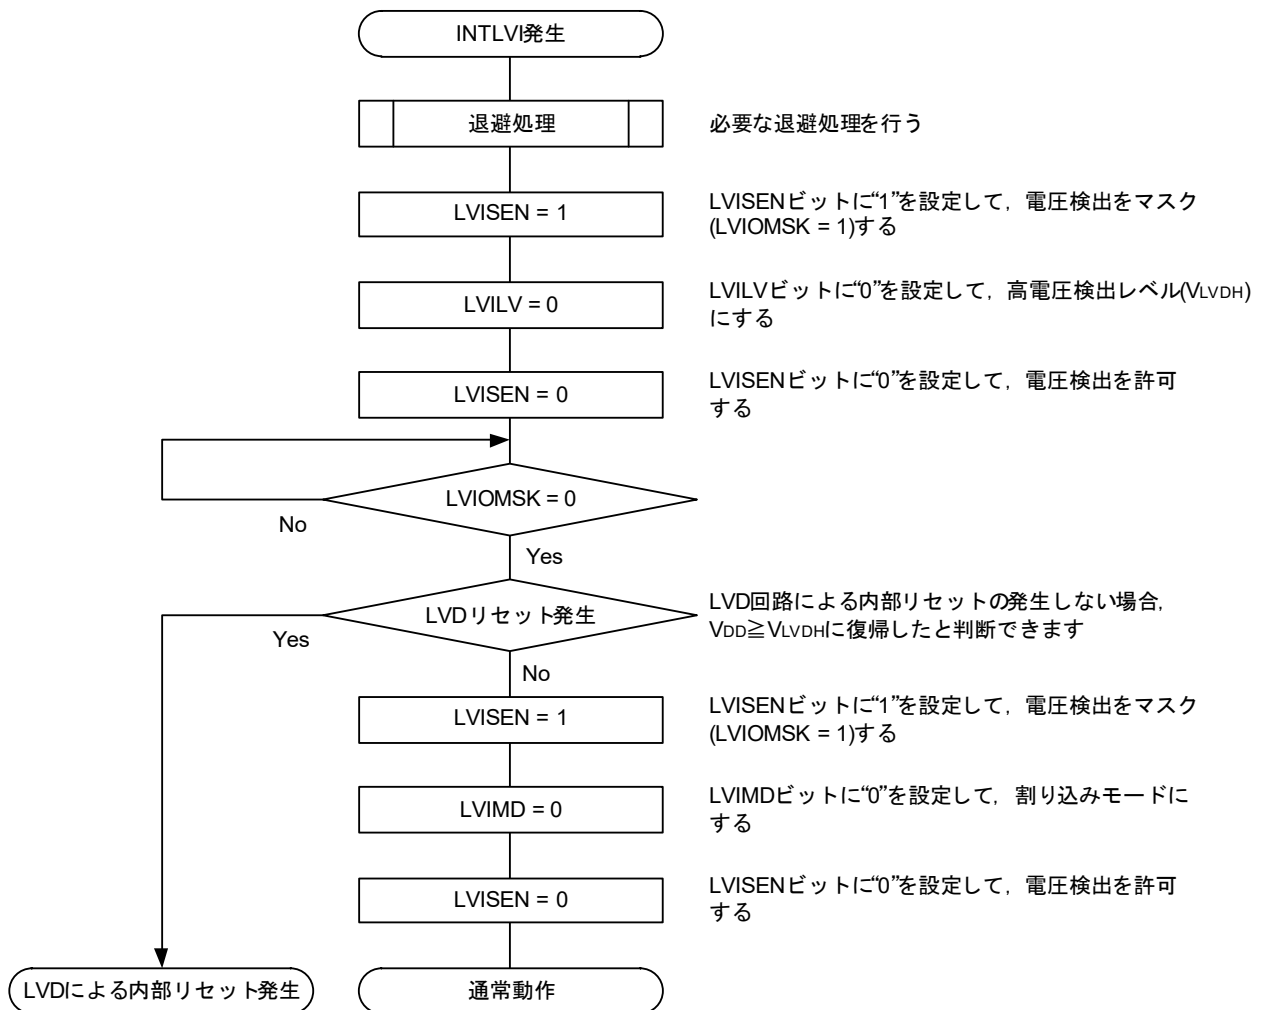 INTLVI発生
退避処理
必要な退避処理を行う
LVISEN = 1
LVISENビットに“1”を設定して，電圧検出をマスク
(LVIOMSK = 1)する
LVILV = 0
LVILVビットに“0”を設定して，高電圧検出レベル(VLVDH)
にする
LVISEN = 0
LVISENビットに“0”を設定して，電圧検出を許可
する
LVIOMSK = 0
No
Yes
LVDリセット発生
LVD回路による内部リセットの発生しない場合,
VDD≧VLVDHに復帰したと判断できます
Yes
No
LVISEN = 1
LVISENビットに“1”を設定して，電圧検出をマスク
(LVIOMSK = 1)する
LVIMD = 0
LVIMDビットに“0”を設定して，割り込みモードに
する
LVISEN = 0
LVISENビットに“0”を設定して，電圧検出を許可
する
LVDによる内部リセット発生
通常動作